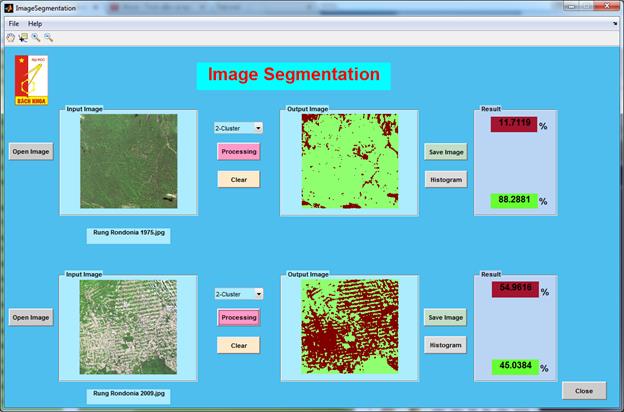 ImageSegmentation
File Help
ĐẠI HỌC
BÁCH KHOA
Image Segmentation
Input Image
Output Image
Result
Open Image
2-Cluster
Processing
Clear
Save Image
Histogram
11.7119 %
88.2881 %
Rung Rondonia 1975.jpg
Input Image
Output Image
Result
Open Image
2-Cluster
Processing
Clear
Save Image
Histogram
54.9616 %
45.0384 %
Rung Rondonia 2009.jpg
Close